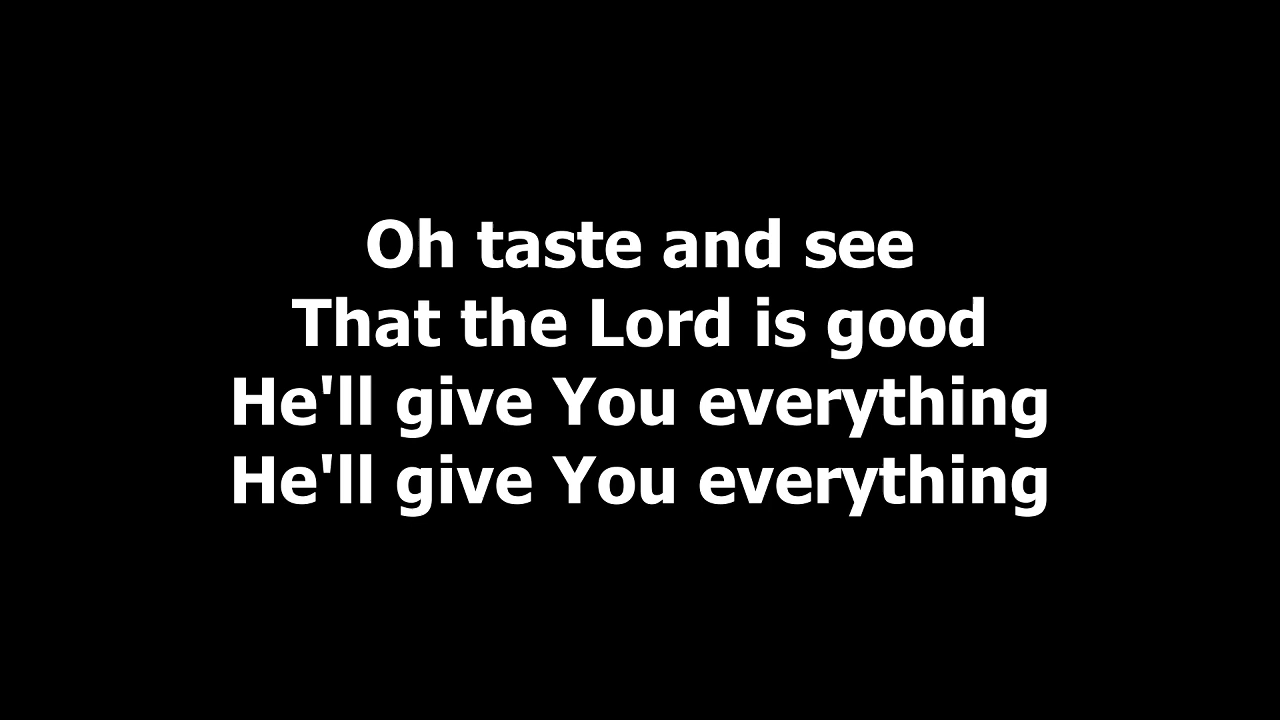 Oh taste and see
That the Lord is good
He'll give You everything
He'll give You everything